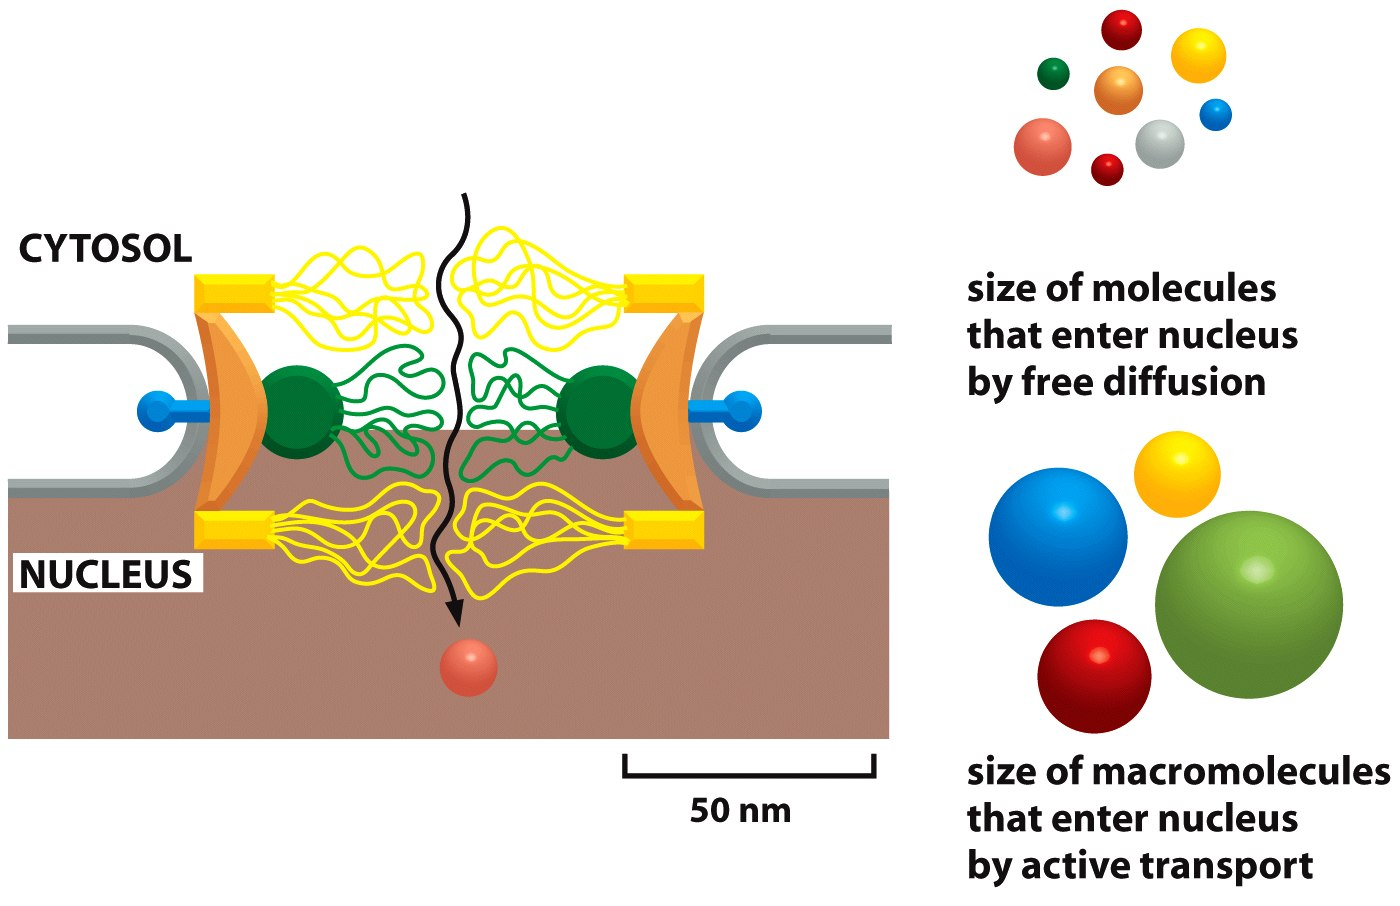 CYTOSOL
NUCLEUS
50 nm
size of molecules
that enter nucleus
by free diffusion
size of macromolecules
that enter nucleus
by active transport